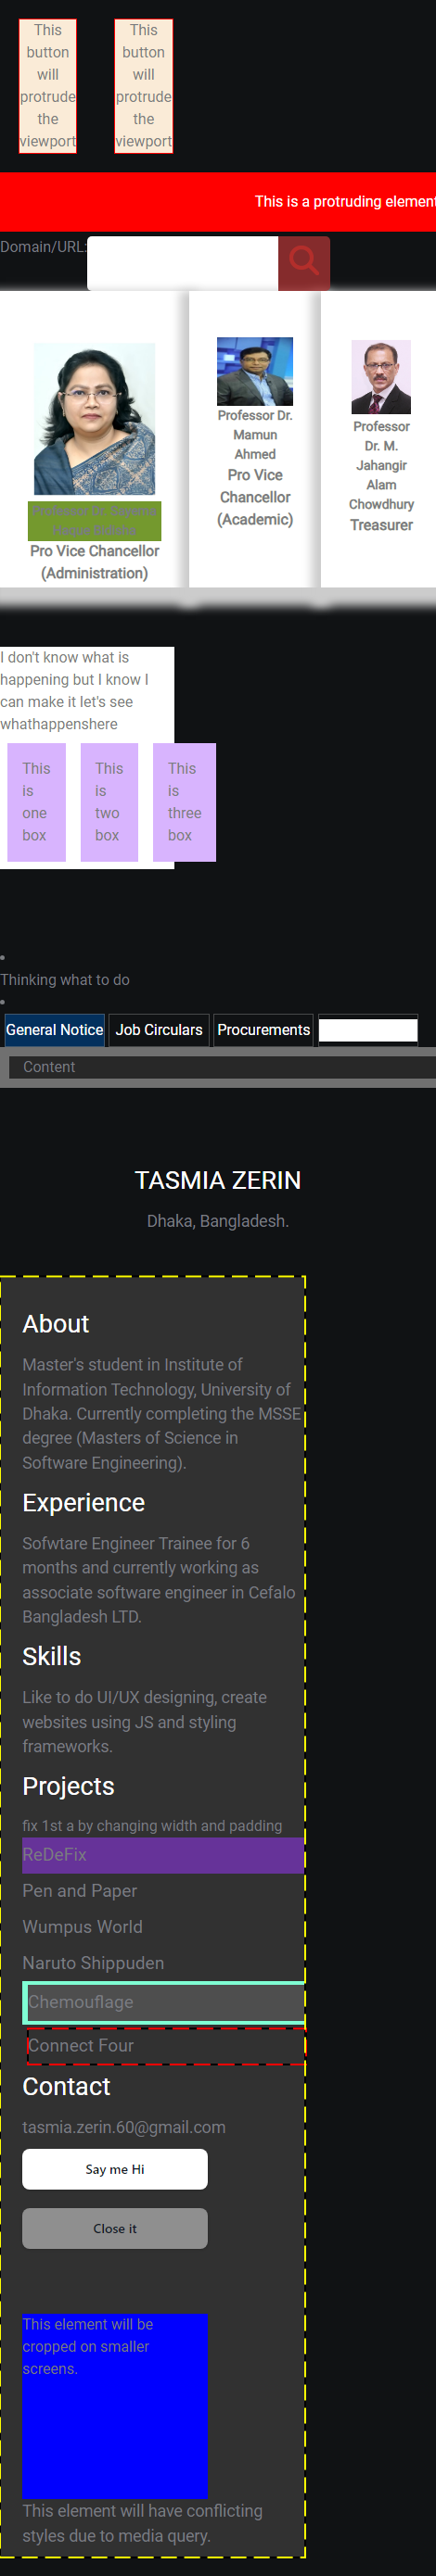 This
button
will
protrude
the
viewport
This
button
will
protrude
the
viewport
This is a protruding element
Domain/URL:
Professor Dr. Sayema
Haque Bidisha
Pro Vice Chancellor
(Administration)
Professor Dr.
Mamun
Ahmed
Pro Vice
Chancellor
(Academic)
Professor
Dr. M.
Jahangir
Alam
Chowdhury
Treasurer
I don't know what is
happening but I know I
can make it let's see
whathappenshere
This
is
one
box
This
is
two
box
This
is
three
box
Thinking what to do
General Notice Job Circulars Procurements
Content
TASMIA ZERIN
Dhaka, Bangladesh.
About
Master's student in Institute of
Information Technology, University of
Dhaka. Currently completing the MSSE
degree (Masters of Science in
Software Engineering).
Experience
Sofwtare Engineer Trainee for 6
months and currently working as
associate software engineer in Cefalo
Bangladesh LTD.
Skills
Like to do UI/UX designing, create
websites using JS and styling
frameworks.
Projects
fix 1st a by changing width and padding
ReDeFix
Pen and Paper
Wumpus World
Naruto Shippuden
Chemouflage
Connect Four
Contact
tasmia.zerin.60@gmail.com
Say me Hi
Close it
This element will be
cropped on smaller
screens.
This element will have conflicting
styles due to media query.